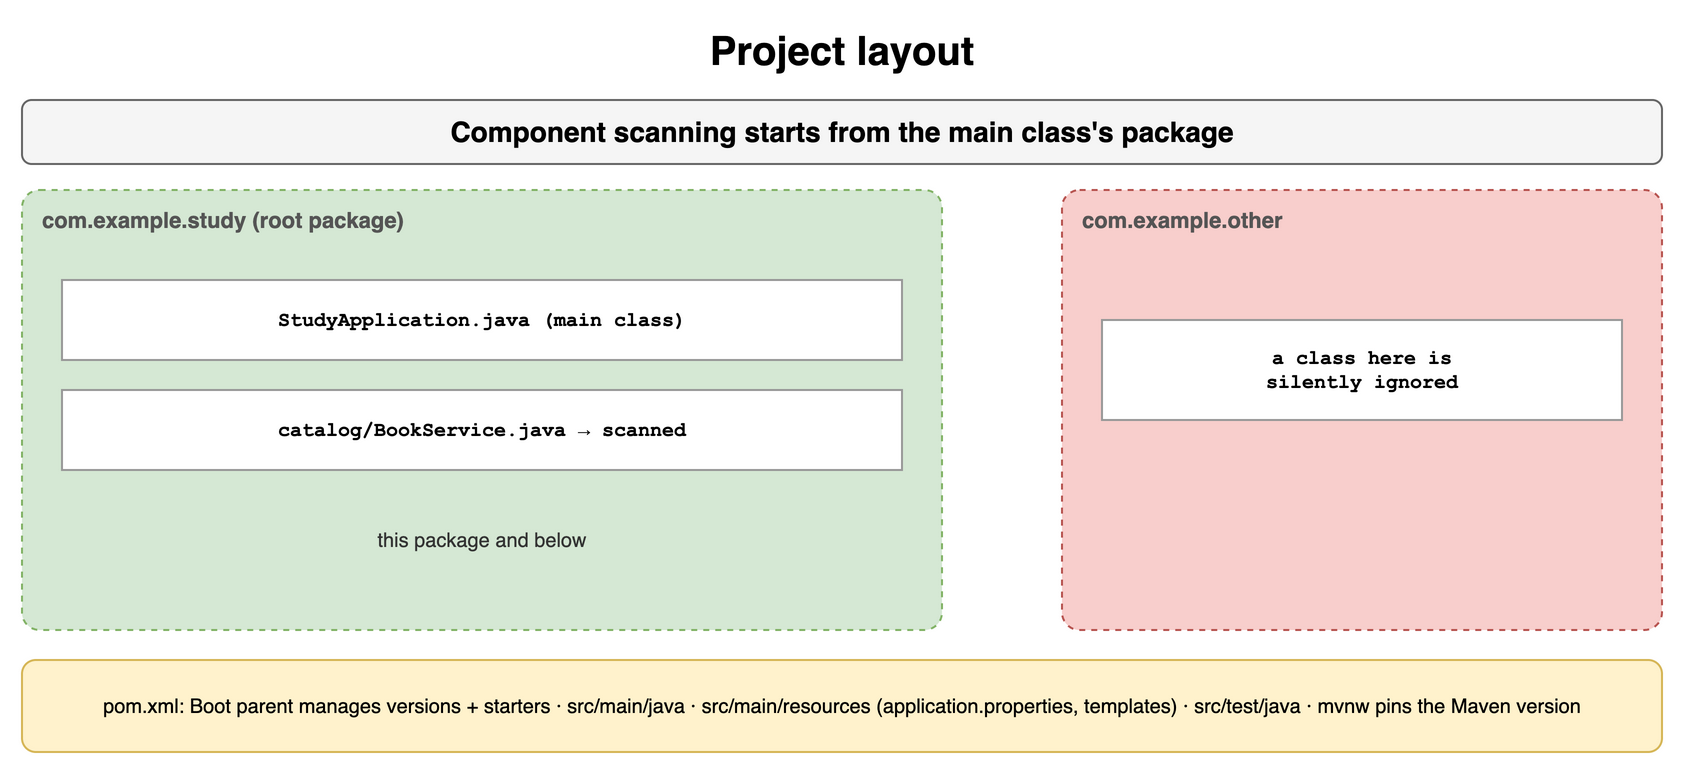 Project layout
Component scanning starts from the main class's package
com.example.study (root package)
StudyApplication.java (main class)
catalog/BookService.java → scanned
this package and below
com.example.other
a class here is
silently ignored
pom.xml: Boot parent manages versions + starters · src/main/java · src/main/resources (application.properties, templates) · src/test/java · mvnw pins the Maven version